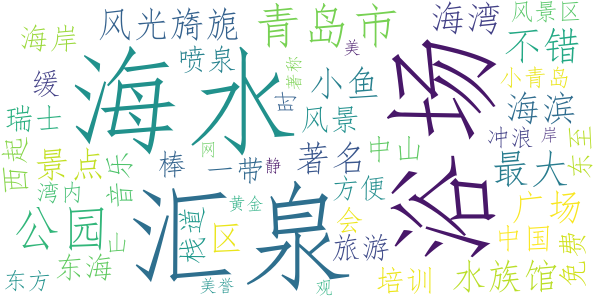 海岸
风光旖旎
青岛市
海湾
风景区
不错
喷泉
美
著称
缓
海水
小鱼
浴场
小青岛
海滨
瑞士
风景
冲浪
岸
网
中山
东至
西起
景点
音乐
棒
一带
静
著名
最大
湾内
汇泉
方便
广场
公园
栈道
区
黄金
会
中国
免费
山
东海
旅游
东方
美誉
观
培训
水族馆